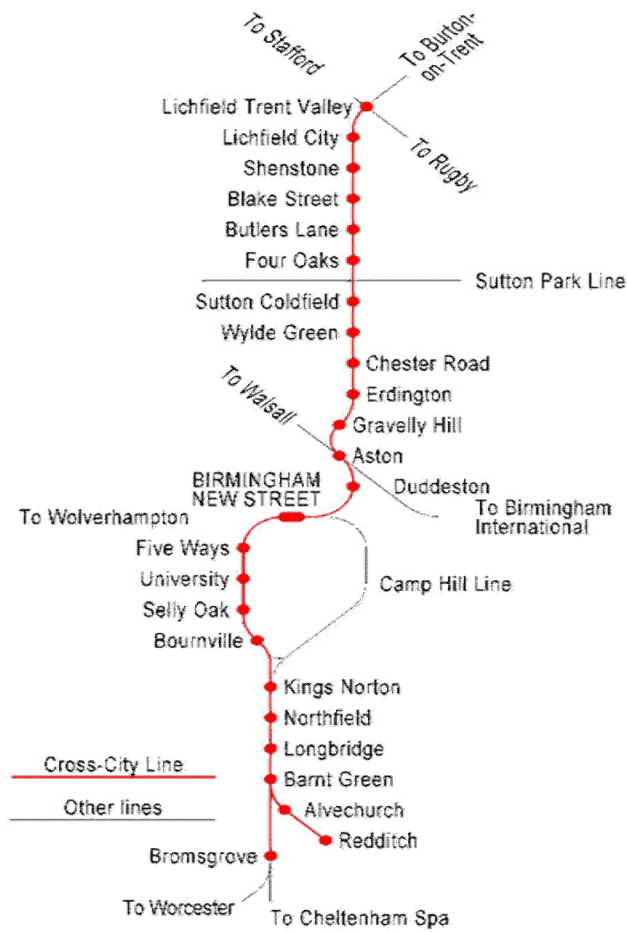 To Stafford
To Burton-
on-Trent
Lichfield Trent Valley
Lichfield City
To Rugby
Shenstone
Blake Street
Butlers Lane
Four Oaks
Sutton Park Line
Sutton Coldfield
Wylde Green
Chester Road
To Walsall
Erdington
Gravelly Hill
Aston
BIRMINGHAM
NEW STREET
Duddeston
To Wolverhampton
To Birmingham
International
Five Ways
University
Camp Hill Line
Selly Oak
Bournville
Kings Norton
Northfield
Longbridge
Cross-City Line
Barnt Green
Other lines
Alvechurch
Redditch
Bromsgrove
To Worcester
To Cheltenham Spa